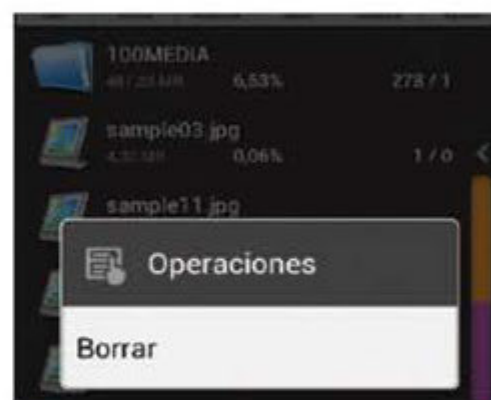 100MEDIA
6,53% 278 / 1
sample03.jpg
0,06% 1 / 0
sample11.jpg
Operaciones
Borrar